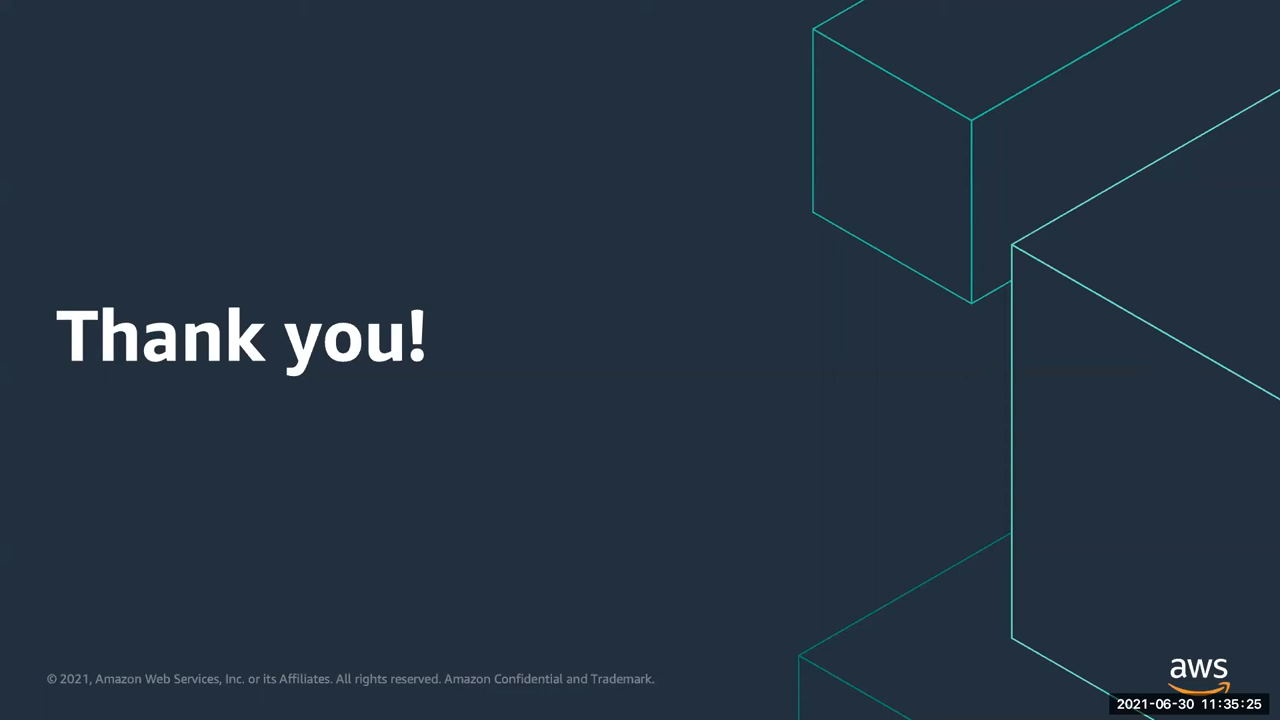 Thank you!
© 2021, Amazon Web Services, Inc. or its Affiliates. All rights reserved. Amazon Confidential and Trademark.
aws
2021-06-30 11:35:25